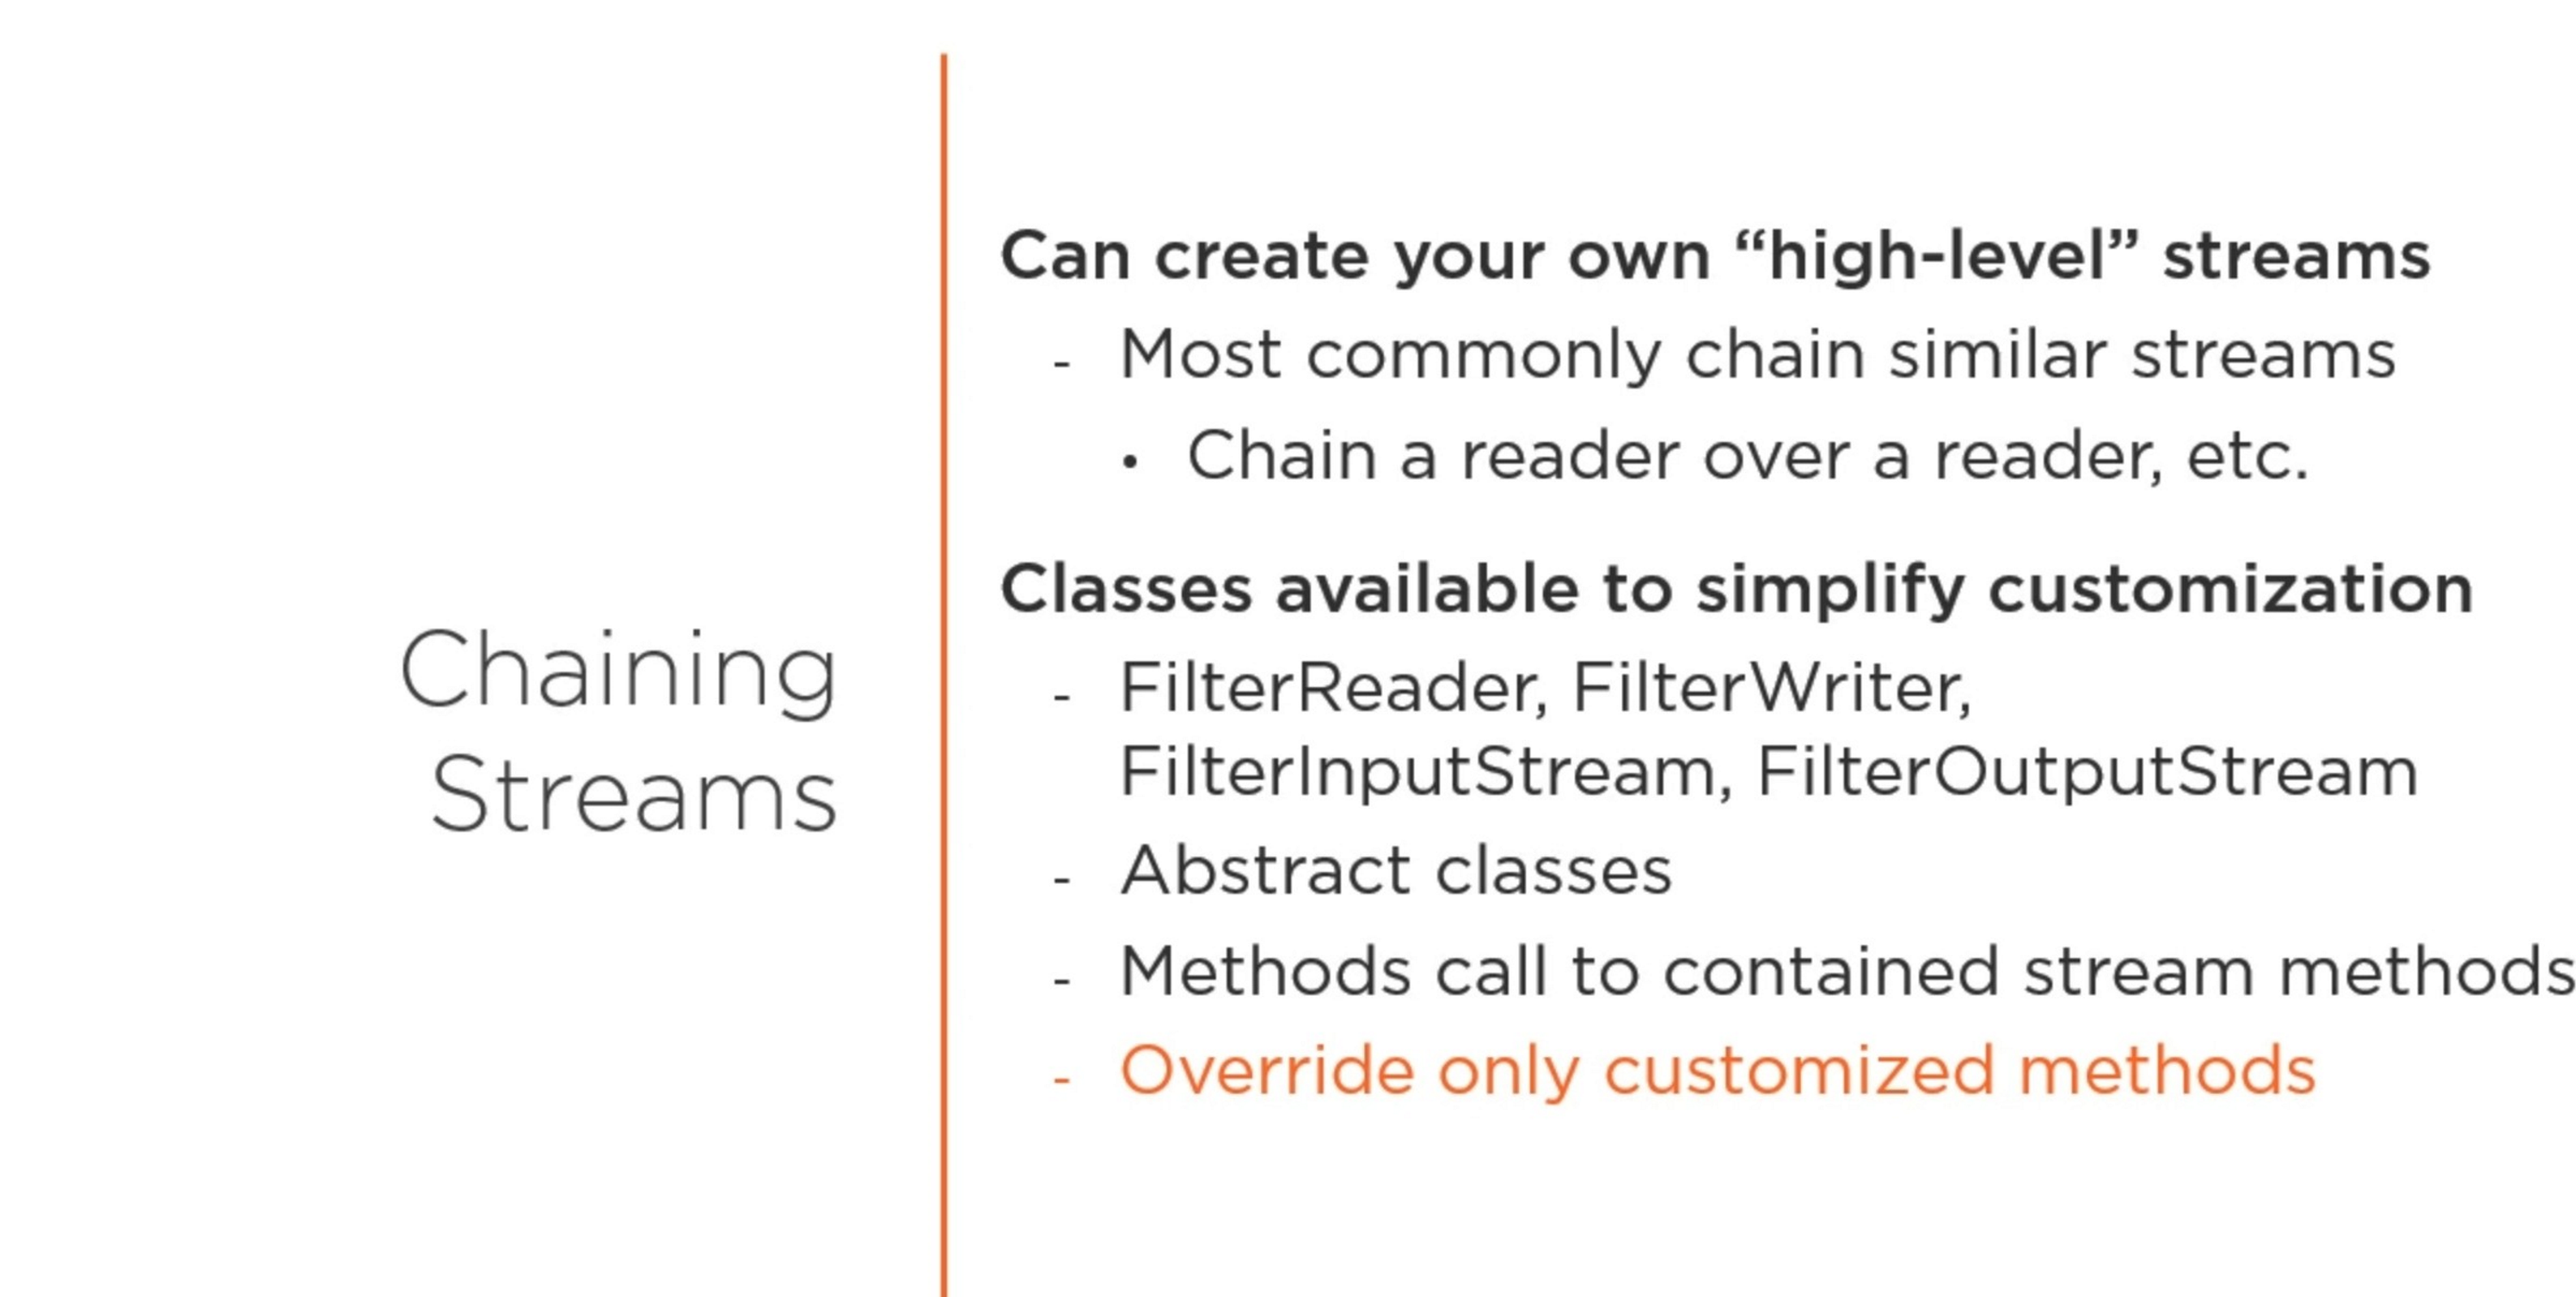 Chaining
Streams
Can create your own “high-level” streams
- Most commonly chain similar streams
• Chain a reader over a reader, etc.
Classes available to simplify customization
- FilterReader, FilterWriter,
FilterInputStream, FilterOutputStream
- Abstract classes
- Methods call to contained stream methods
- Override only customized methods